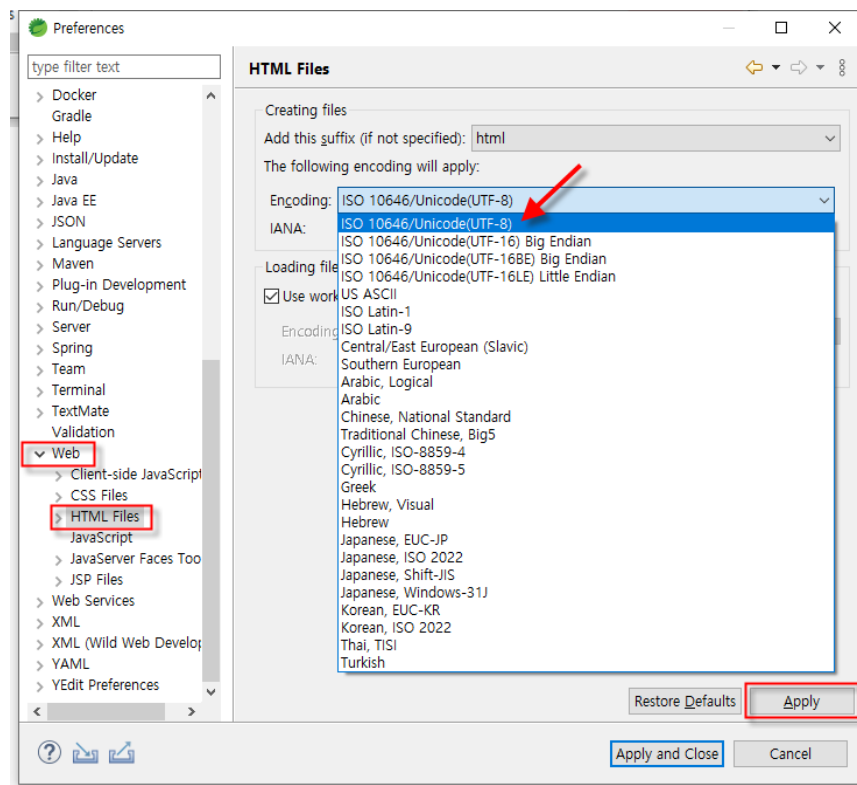 Preferences
type filter text
Docker
Gradle
Help
Install/Update
Java
Java EE
JSON
Language Servers
Maven
Plug-in Development
Run/Debug
Server
Spring
Team
Terminal
TextMate
Validation
Web
Client-side JavaScript
CSS Files
HTML Files
JavaScript
JavaServer Faces Too
JSP Files
Web Services
XML
XML (Wild Web Develop
YAML
YEdit Preferences
HTML Files
Creating files
Add this suffix (if not specified): html
The following encoding will apply:
Encoding: ISO 10646/Unicode(UTF-8)
IANA:
Loading file
Use work
Encoding
IANA:
ISO 10646/Unicode(UTF-8)
ISO 10646/Unicode(UTF-16) Big Endian
ISO 10646/Unicode(UTF-16BE) Big Endian
ISO 10646/Unicode(UTF-16LE) Little Endian
US ASCII
ISO Latin-1
ISO Latin-9
Central/East European (Slavic)
Southern European
Arabic, Logical
Arabic
Chinese, National Standard
Traditional Chinese, Big5
Cyrillic, ISO-8859-4
Cyrillic, ISO-8859-5
Greek
Hebrew, Visual
Hebrew
Japanese, EUC-JP
Japanese, ISO 2022
Japanese, Shift-JIS
Japanese, Windows-31J
Korean, EUC-KR
Korean, ISO 2022
Thai, TISI
Turkish
Restore Defaults
Apply
Apply and Close
Cancel